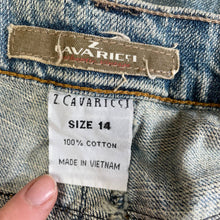 Z
CAVARICCI
Z.CAVARICCI
SIZE 14
100% COTTON
MADE IN VIETNAM